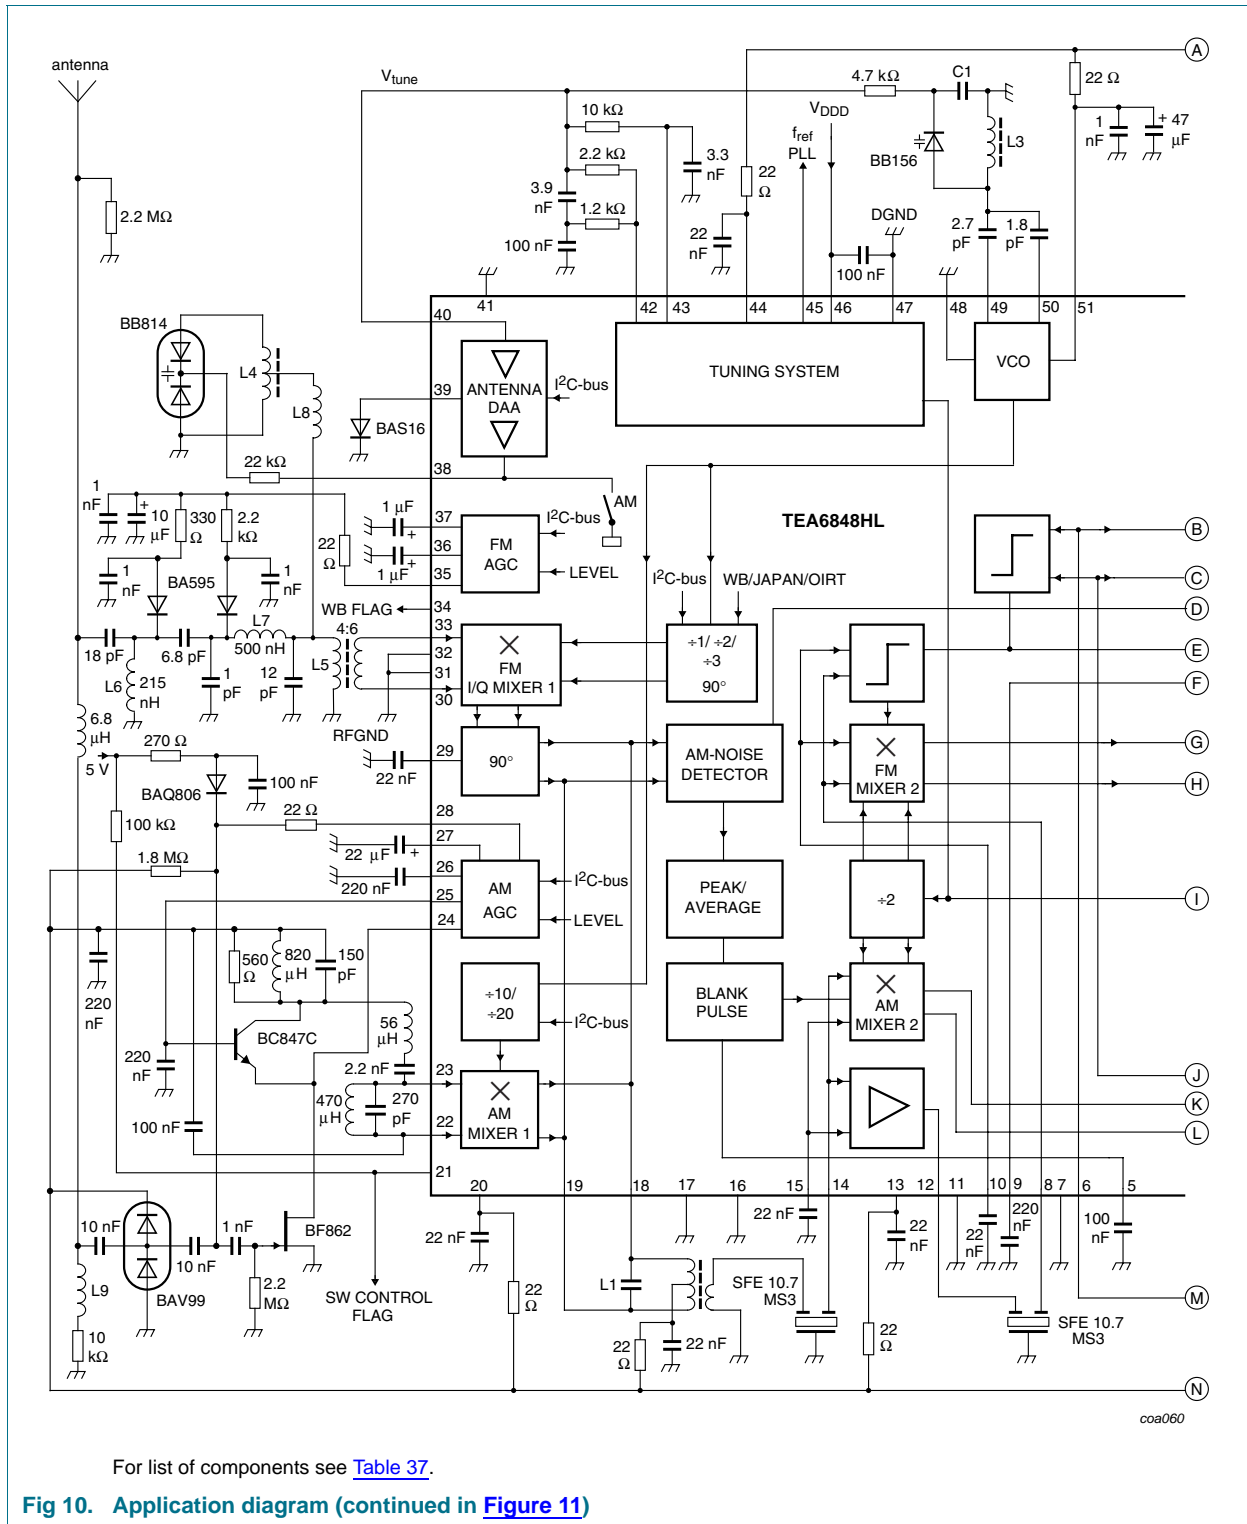 A
antenna
V tune
4.7 kΩ
C1
22 Ω
10 kΩ
V DDD
1 nF
+ 47 μF
f ref PLL
L3
BB156
3.3 nF
2.2 kΩ
22 Ω
3.9 nF
2.2 MΩ
1.2 kΩ
DGND
2.7 pF
1.8 pF
100 nF
22 nF
100 nF
41
42
43
44
45
46
47
48
49
50
51
40
BB814
L4
L8
TUNING SYSTEM
VCO
ANTENNA DAA
I²C-bus
39
BAS16
22 kΩ
38
AM
1 nF
+ 10 μF
330 Ω
2.2 kΩ
1 μF
+
37
I²C-bus
TEA6848HL
B
22 Ω
36
FM AGC
1 μF
+
35
LEVEL
C
1 nF
BA595
1 nF
I²C-bus
WB/JAPAN/OIRT
WB FLAG
34
D
L7
4:6
33
18 pF
6.8 pF
500 nH
L5
32
FM I/Q MIXER 1
÷1/ ÷2/ ÷3
90°
E
L6
215 nH
1 pF
12 pF
31
30
F
6.8 μH
RFGND
270 Ω
29
22 nF
90°
AM-NOISE DETECTOR
FM MIXER 2
G
5 V
100 nF
H
BAQ806
22 Ω
28
100 kΩ
27
22 μF
+
1.8 MΩ
26
220 nF
AM AGC
I²C-bus
PEAK/ AVERAGE
÷2
I
25
LEVEL
24
560 Ω
820 μH
150 pF
220 nF
÷10/ ÷20
I²C-bus
BLANK PULSE
AM MIXER 2
BC847C
56 μH
2.2 nF
220 nF
23
J
470 μH
270 pF
AM MIXER 1
K
100 nF
22
L
21
20
19
18
17
16
15
14
13
12
11
10
9
8
7
6
5
10 nF
10 nF
1 nF
BF862
22 nF
22 nF
22 nF
22 nF
220 nF
100 nF
L9
BAV99
2.2 MΩ
SW CONTROL FLAG
22 Ω
L1
SFE 10.7 MS3
M
10 kΩ
22 Ω
22 nF
22 Ω
SFE 10.7 MS3
N
coa060
For list of components see Table 37.
Fig 10. Application diagram (continued in Figure 11)